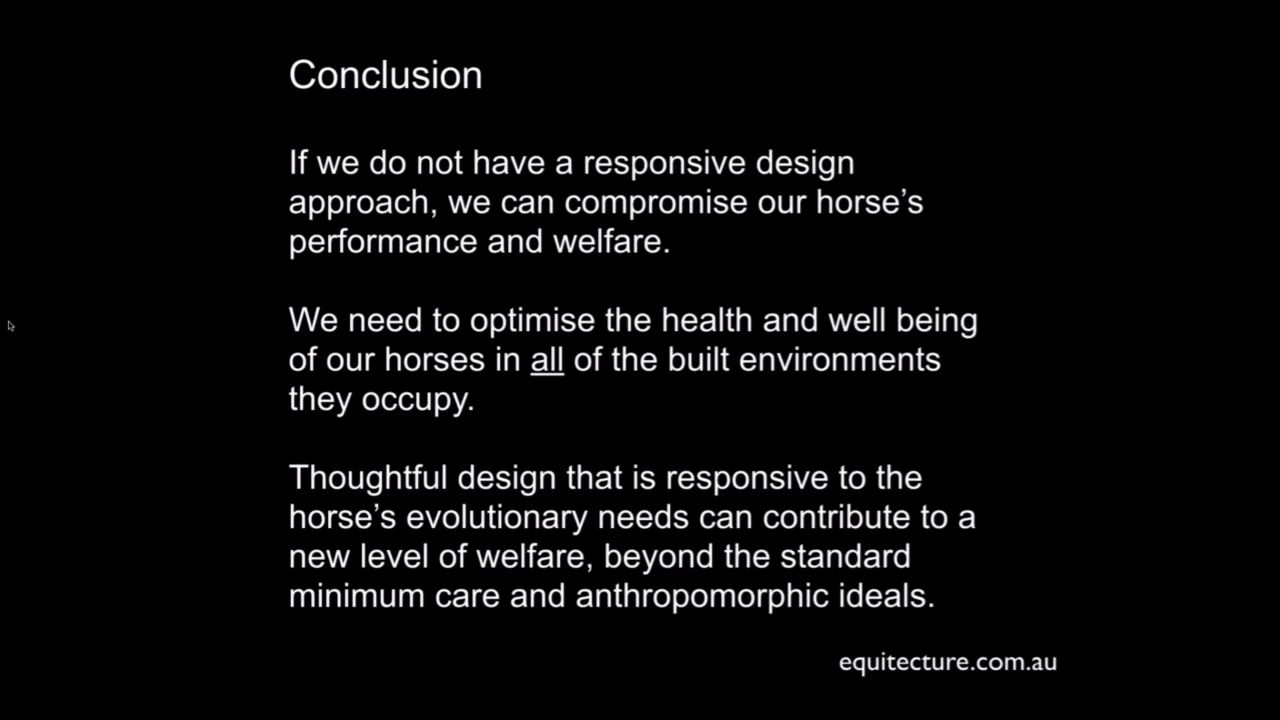 Conclusion
If we do not have a responsive design
approach, we can compromise our horse’s
performance and welfare.
We need to optimise the health and well being
of our horses in all of the built environments
they occupy.
Thoughtful design that is responsive to the
horse’s evolutionary needs can contribute to a
new level of welfare, beyond the standard
minimum care and anthropomorphic ideals.
equitecture.com.au